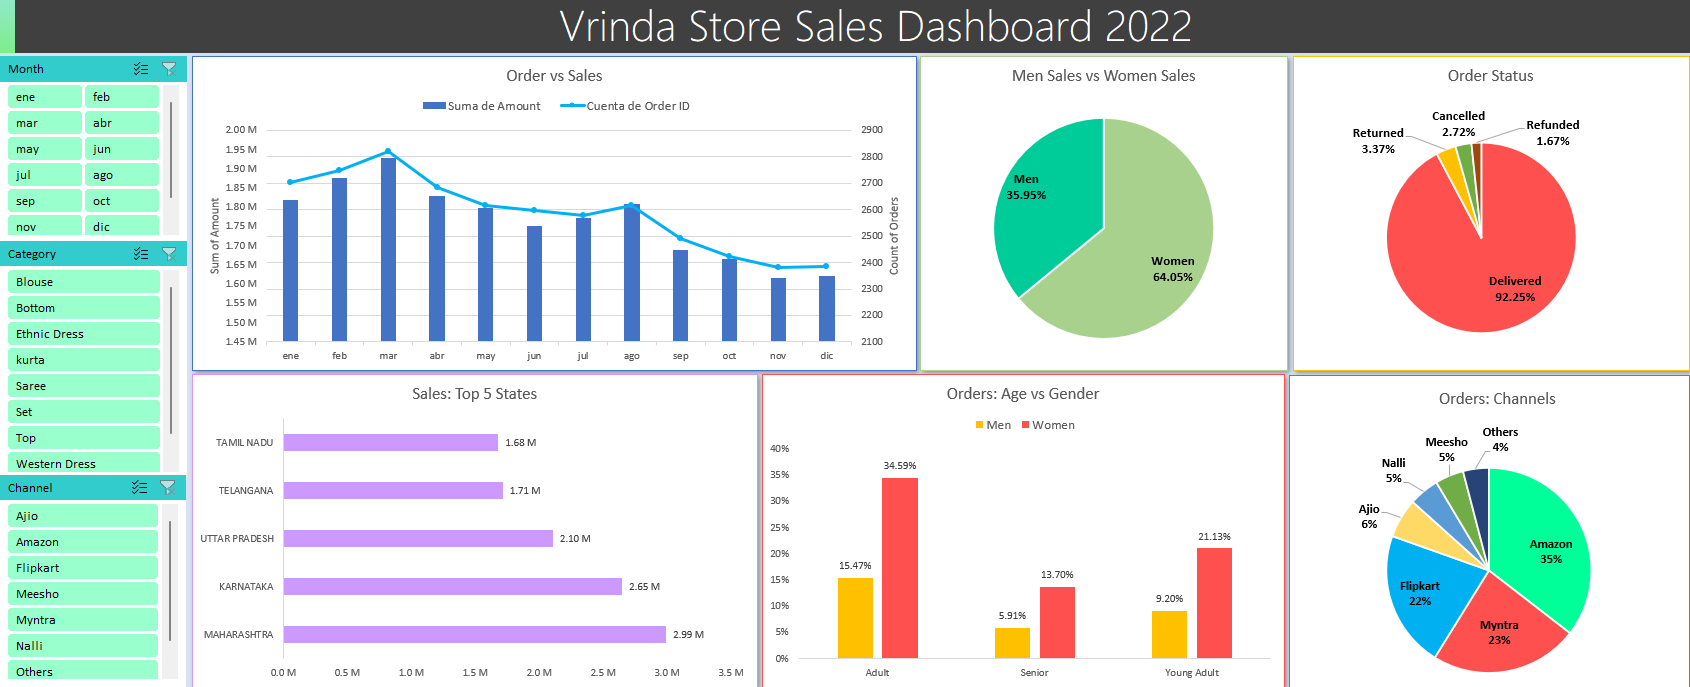 Vrinda Store Sales Dashboard 2022
Month
ene feb
mar abr
may jun
jul ago
sep oct
nov dic
Category
Blouse
Bottom
Ethnic Dress
kurta
Saree
Set
Top
Western Dress
Channel
Ajio
Amazon
Flipkart
Meesho
Myntra
Nalli
Others
Order vs Sales
Suma de Amount Cuenta de Order ID
Sum of Amount
2.00 M
1.95 M
1.90 M
1.85 M
1.80 M
1.75 M
1.70 M
1.65 M
1.60 M
1.55 M
1.50 M
1.45 M
2900
2800
2700
2600
2500
2400
2300
2200
2100
Count of Orders
ene feb mar abr may jun jul ago sep oct nov dic
Men Sales vs Women Sales
Men
35.95%
Women
64.05%
Order Status
Cancelled
2.72%
Refunded
1.67%
Returned
3.37%
Delivered
92.25%
Sales: Top 5 States
TAMIL NADU 1.68 M
TELANGANA 1.71 M
UTTAR PRADESH 2.10 M
KARNATAKA 2.65 M
MAHARASHTRA 2.99 M
0.0 M 0.5 M 1.0 M 1.5 M 2.0 M 2.5 M 3.0 M 3.5 M
Orders: Age vs Gender
Men Women
40%
35%
30%
25%
20%
15%
10%
5%
0%
15.47% 34.59%
5.91% 13.70%
9.20% 21.13%
Adult Senior Young Adult
Orders: Channels
Others
4%
Meesho
5%
Nalli
5%
Ajio
6%
Amazon
35%
Flipkart
22%
Myntra
23%